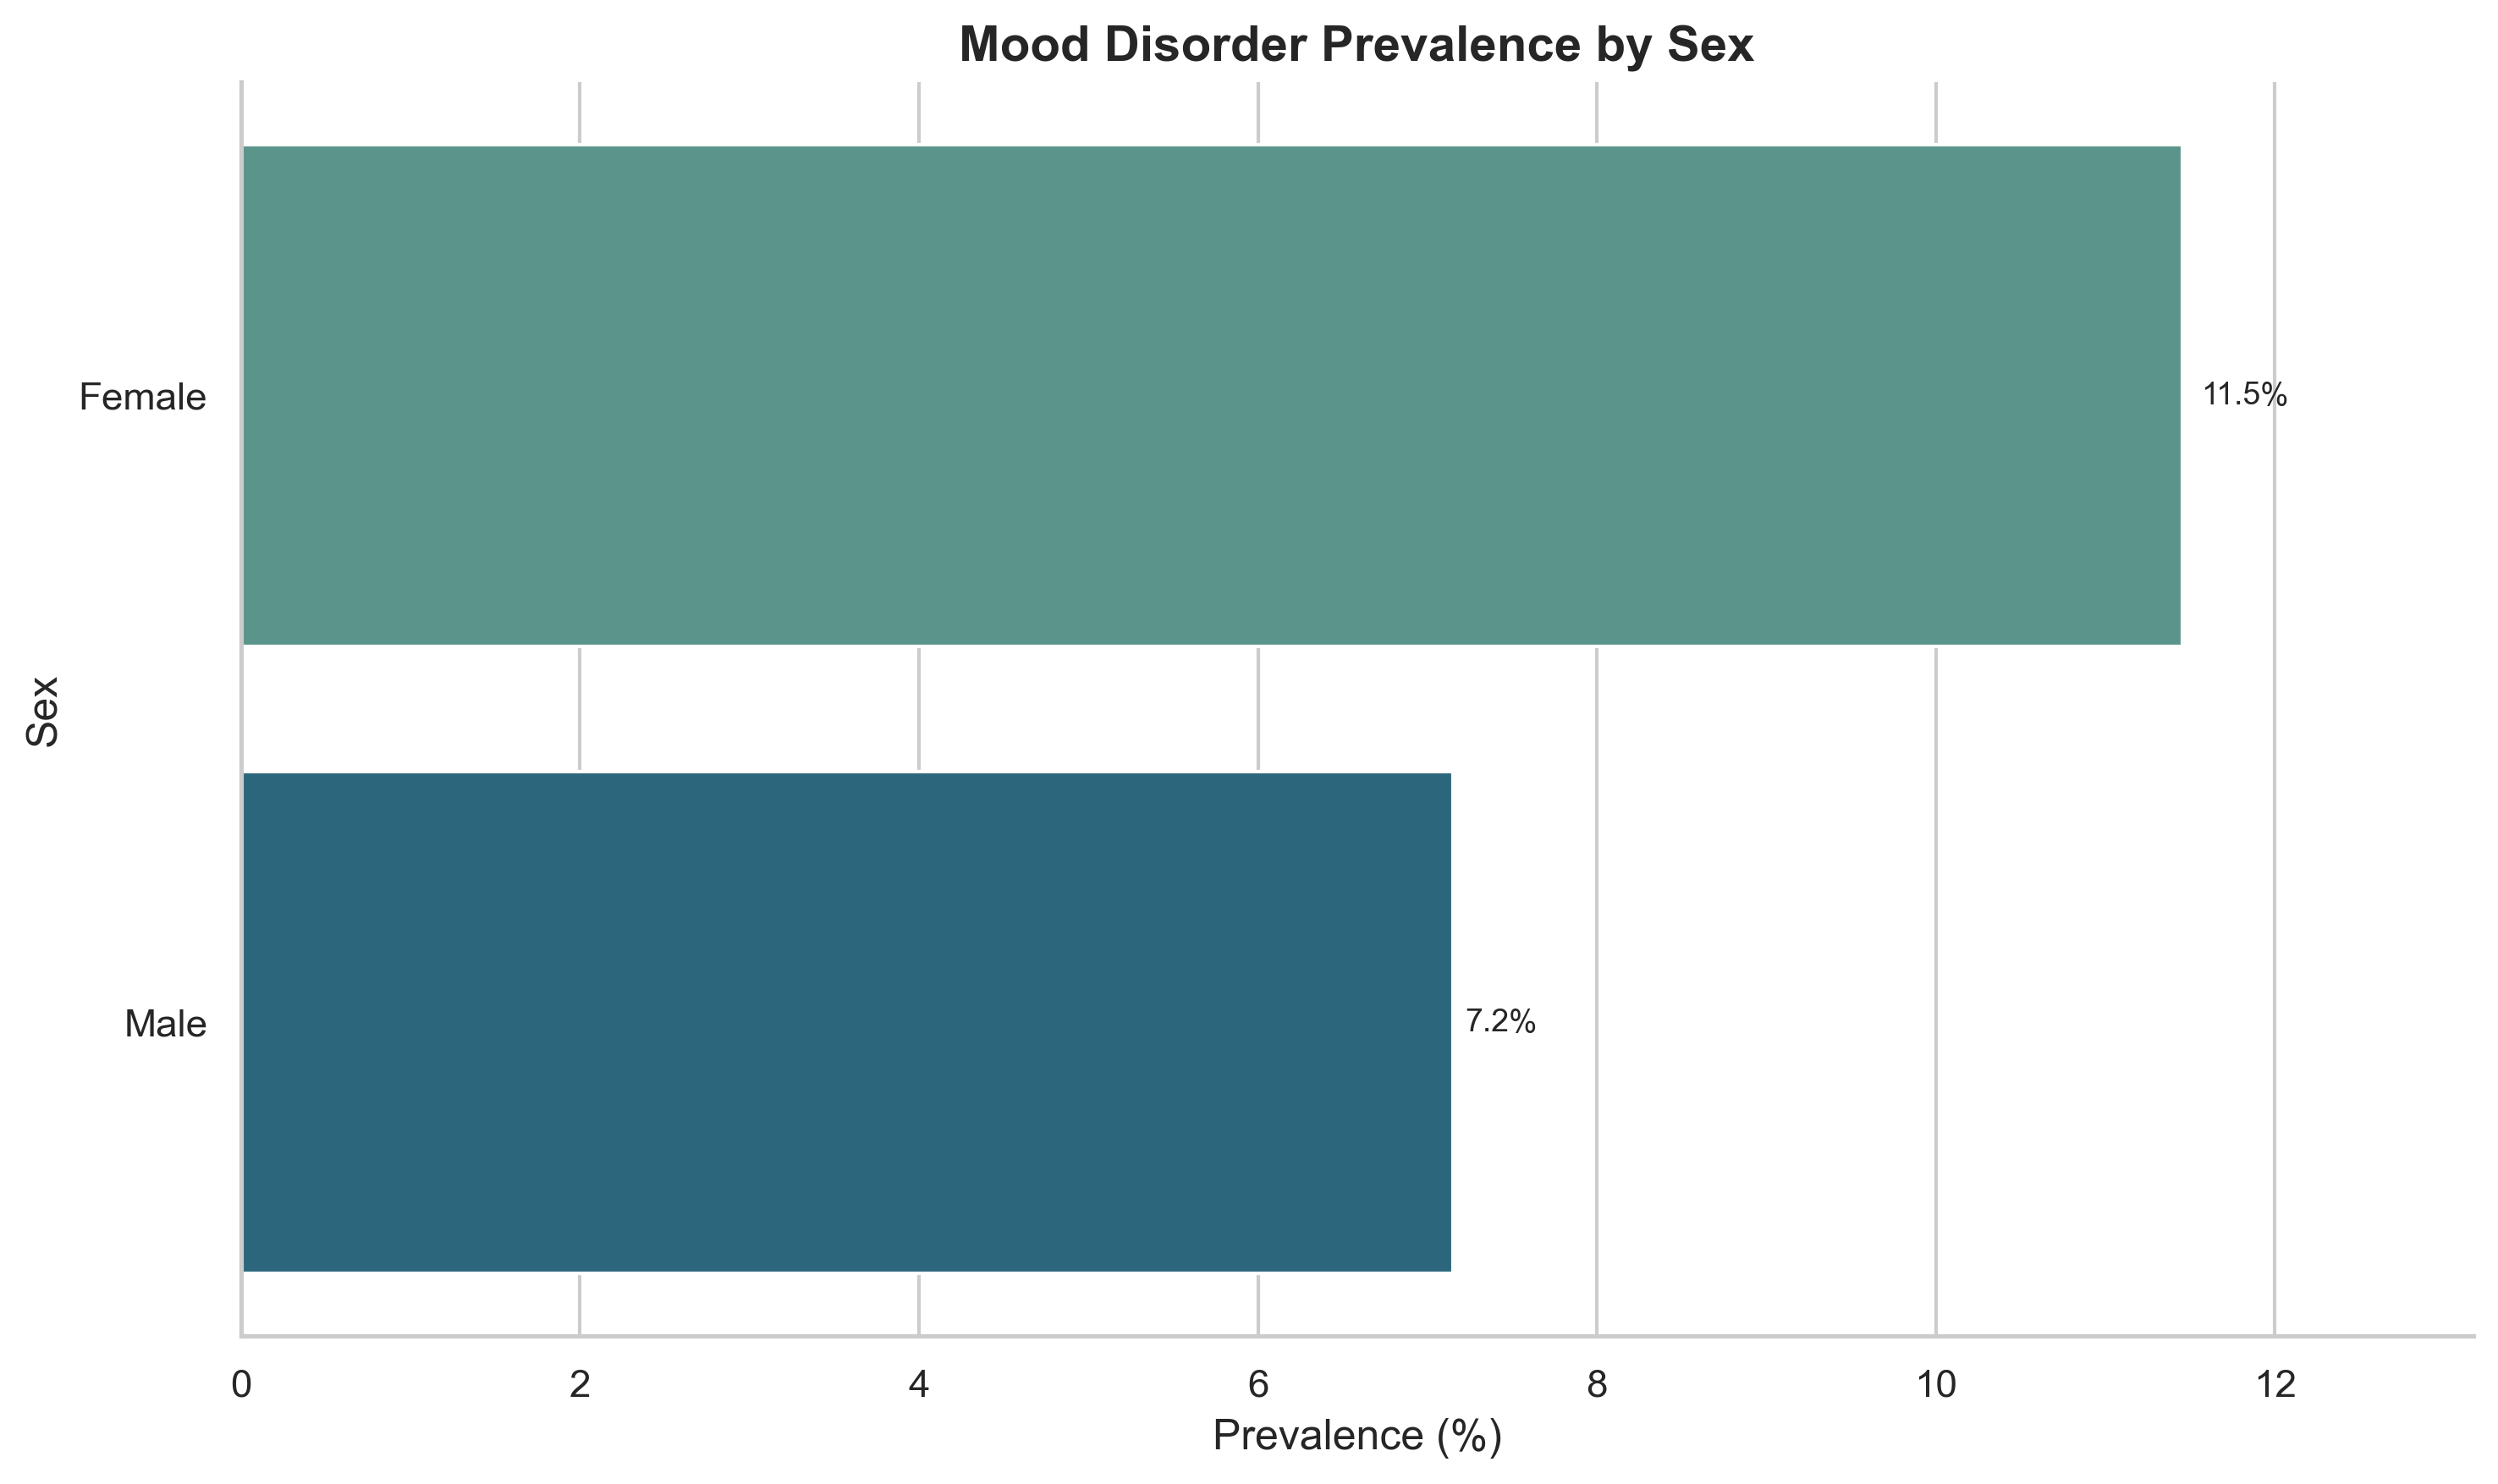 Mood Disorder Prevalence by Sex
Female
11.5%
Sex
Male
7.2%
0 2 4 6 8 10 12
Prevalence (%)